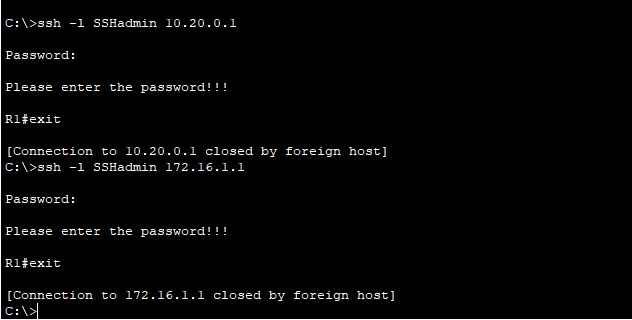 C:\>ssh -l SSHadmin 10.20.0.1
Password:
Please enter the password!!!
R1#exit
[Connection to 10.20.0.1 closed by foreign host]
C:\>ssh -l SSHadmin 172.16.1.1
Password:
Please enter the password!!!
R1#exit
[Connection to 172.16.1.1 closed by foreign host]
C:\>